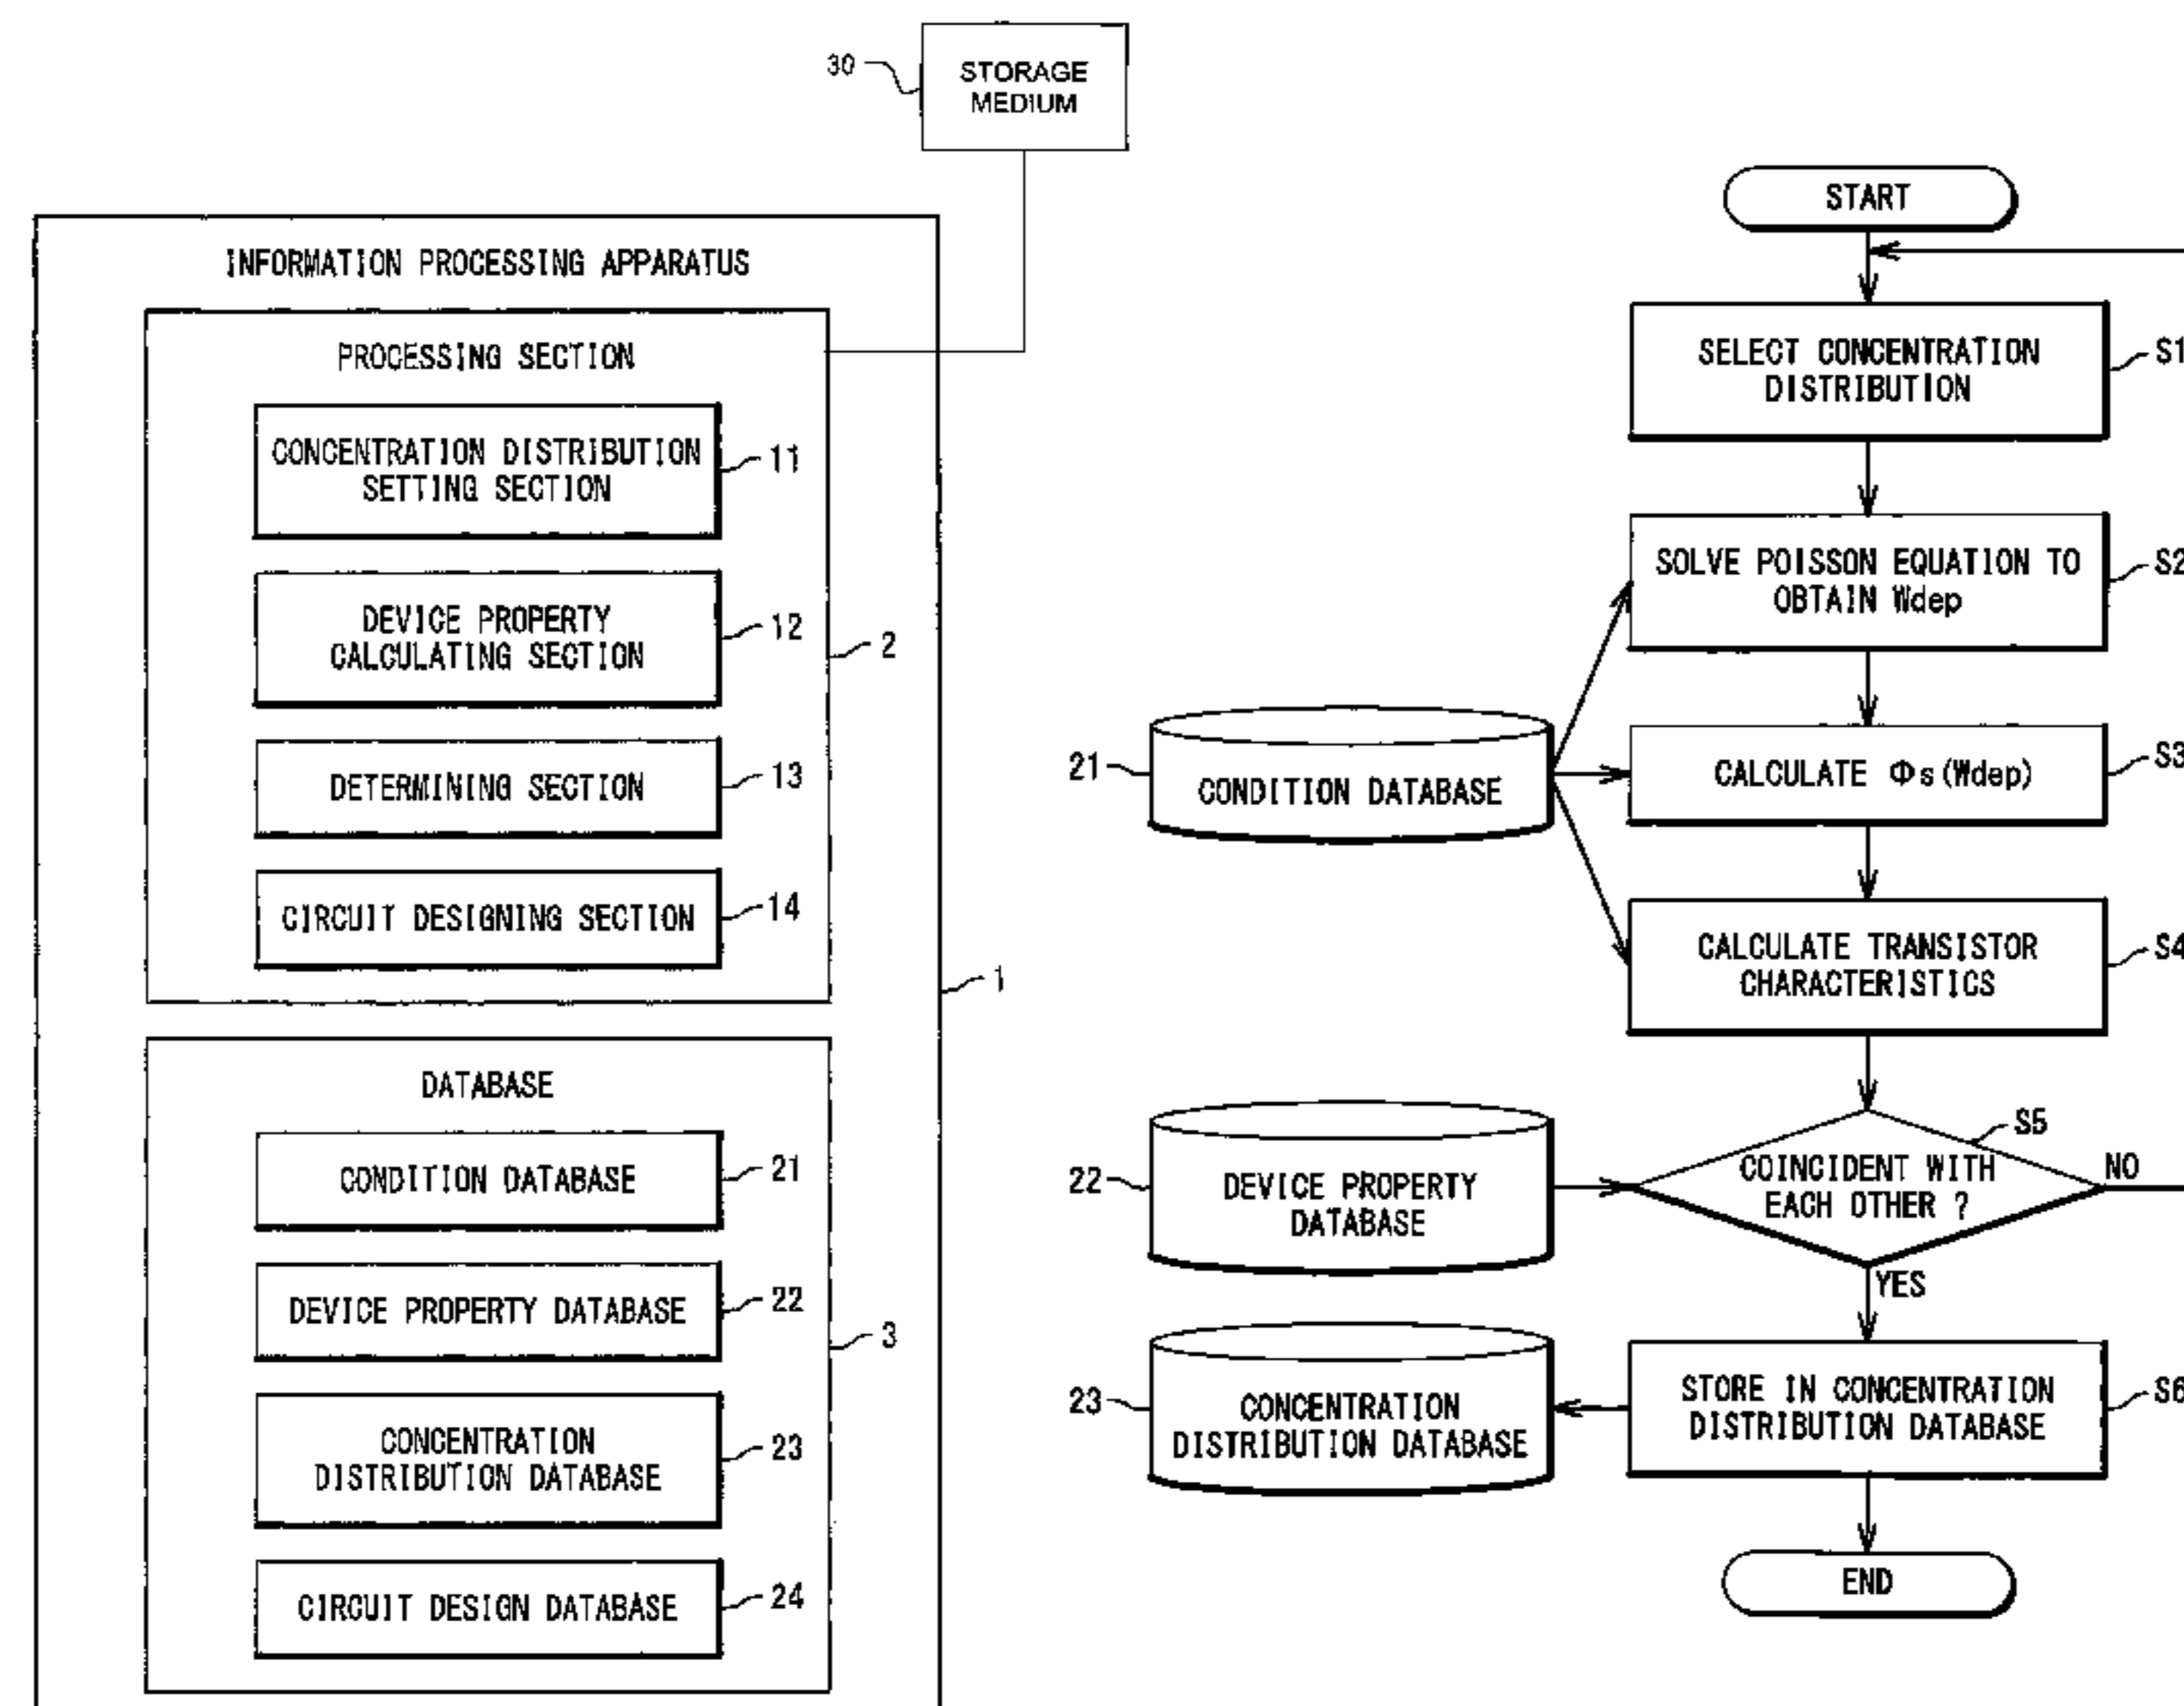 30
STORAGE
MEDIUM
INFORMATION PROCESSING APPARATUS
PROCESSING SECTION
CONCENTRATION DISTRIBUTION
SETTING SECTION
11
DEVICE PROPERTY
CALCULATING SECTION
12
2
DETERMINING SECTION
13
CIRCUIT DESIGNING SECTION
14
1
DATABASE
CONDITION DATABASE
21
DEVICE PROPERTY DATABASE
22
3
CONCENTRATION
DISTRIBUTION DATABASE
23
CIRCUIT DESIGN DATABASE
24
START
SELECT CONCENTRATION
DISTRIBUTION
S1
SOLVE POISSON EQUATION TO
OBTAIN Wdep
S2
21
CONDITION DATABASE
CALCULATE Φs(Wdep)
S3
CALCULATE TRANSISTOR
CHARACTERISTICS
S4
22
DEVICE PROPERTY
DATABASE
S5
COINCIDENT WITH
EACH OTHER ?
NO
YES
23
CONCENTRATION
DISTRIBUTION DATABASE
STORE IN CONCENTRATION
DISTRIBUTION DATABASE
S6
END